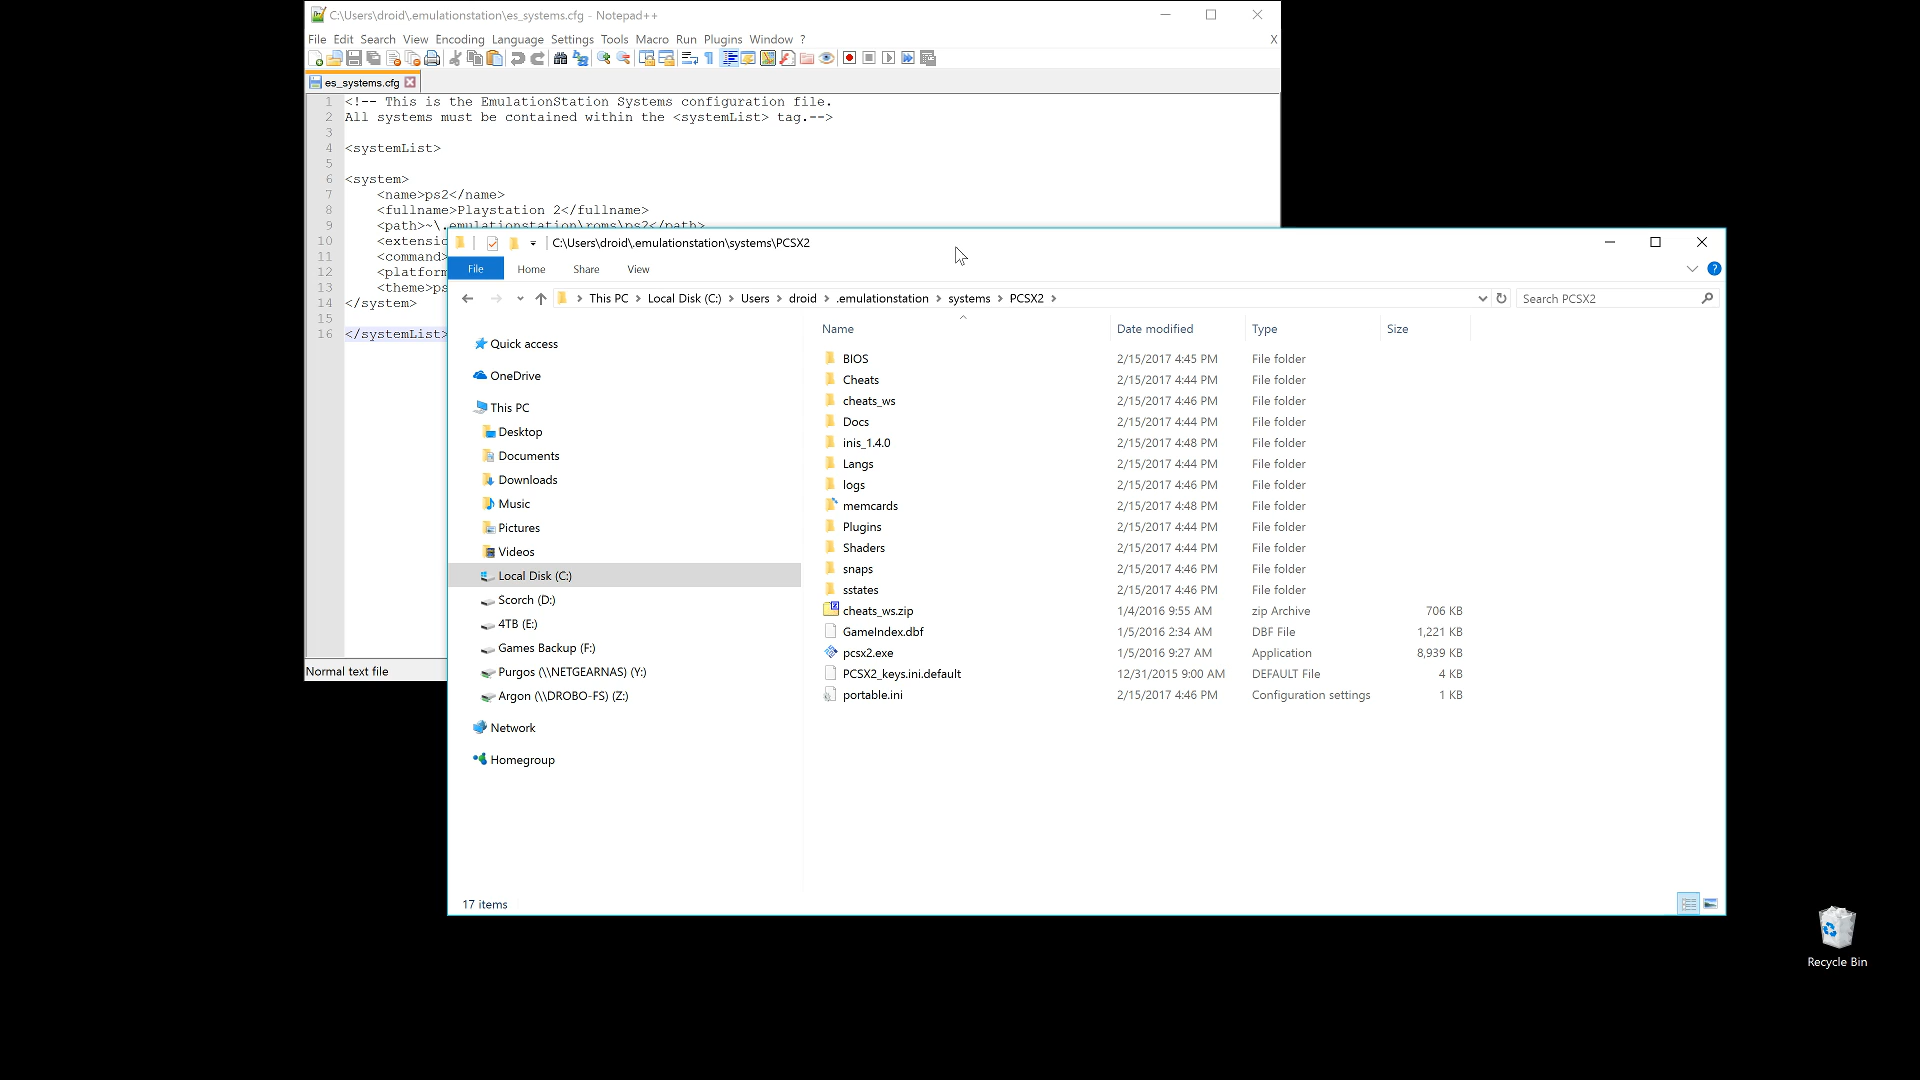 C:\Users\droid\.emulationstation\es_systems.cfg - Notepad++
File Edit Search View Encoding Language Settings Tools Macro Run Plugins Window ? X
es_systems.cfg
1 <!-- This is the EmulationStation Systems configuration file.
2 All systems must be contained within the <systemList> tag.-->
3
4 <systemList>
5
6 <system>
7 <name>ps2</name>
8 <fullname>Playstation 2</fullname>
9 <path>~\.emulationstation\roms\ps2</path>
10 <extensio
11 <command>
12 <platform
13 <theme>ps
14 </system>
15
16 </systemList>
Normal text file
C:\Users\droid\.emulationstation\systems\PCSX2
File Home Share View
This PC Local Disk (C:) Users droid .emulationstation systems PCSX2 Search PCSX2
Name Date modified Type Size
Quick access
OneDrive
This PC
Desktop
Documents
Downloads
Music
Pictures
Videos
Local Disk (C:)
Scorch (D:)
4TB (E:)
Games Backup (F:)
Purgos (\\NETGEARNAS) (Y:)
Argon (\\DROBO-FS) (Z:)
Network
Homegroup
BIOS 2/15/2017 4:45 PM File folder
Cheats 2/15/2017 4:44 PM File folder
cheats_ws 2/15/2017 4:46 PM File folder
Docs 2/15/2017 4:44 PM File folder
inis_1.4.0 2/15/2017 4:48 PM File folder
Langs 2/15/2017 4:44 PM File folder
logs 2/15/2017 4:46 PM File folder
memcards 2/15/2017 4:48 PM File folder
Plugins 2/15/2017 4:44 PM File folder
Shaders 2/15/2017 4:44 PM File folder
snaps 2/15/2017 4:46 PM File folder
sstates 2/15/2017 4:46 PM File folder
cheats_ws.zip 1/4/2016 9:55 AM zip Archive 706 KB
GameIndex.dbf 1/5/2016 2:34 AM DBF File 1,221 KB
pcsx2.exe 1/5/2016 9:27 AM Application 8,939 KB
PCSX2_keys.ini.default 12/31/2015 9:00 AM DEFAULT File 4 KB
portable.ini 2/15/2017 4:46 PM Configuration settings 1 KB
17 items
Recycle Bin